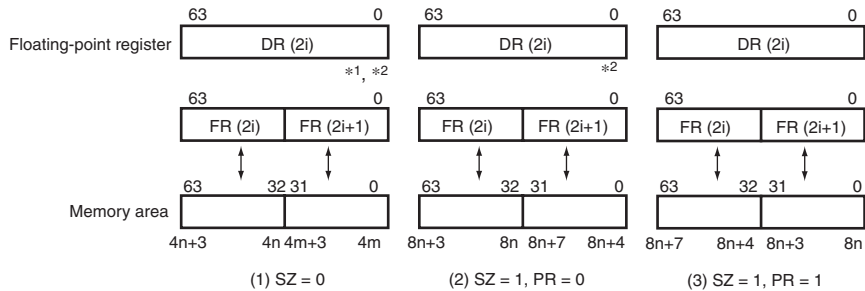 63 0 63 0 63 0
Floating-point register DR (2i) DR (2i) DR (2i)
*1, *2 *2
63 0 63 0 63 0
FR (2i) FR (2i+1) FR (2i) FR (2i+1) FR (2i) FR (2i+1)
63 32 31 0 63 32 31 0 63 32 31 0
Memory area
4n+3 4n 4m+3 4m 8n+3 8n 8n+7 8n+4 8n+7 8n+4 8n+3 8n
(1) SZ = 0 (2) SZ = 1, PR = 0 (3) SZ = 1, PR = 1